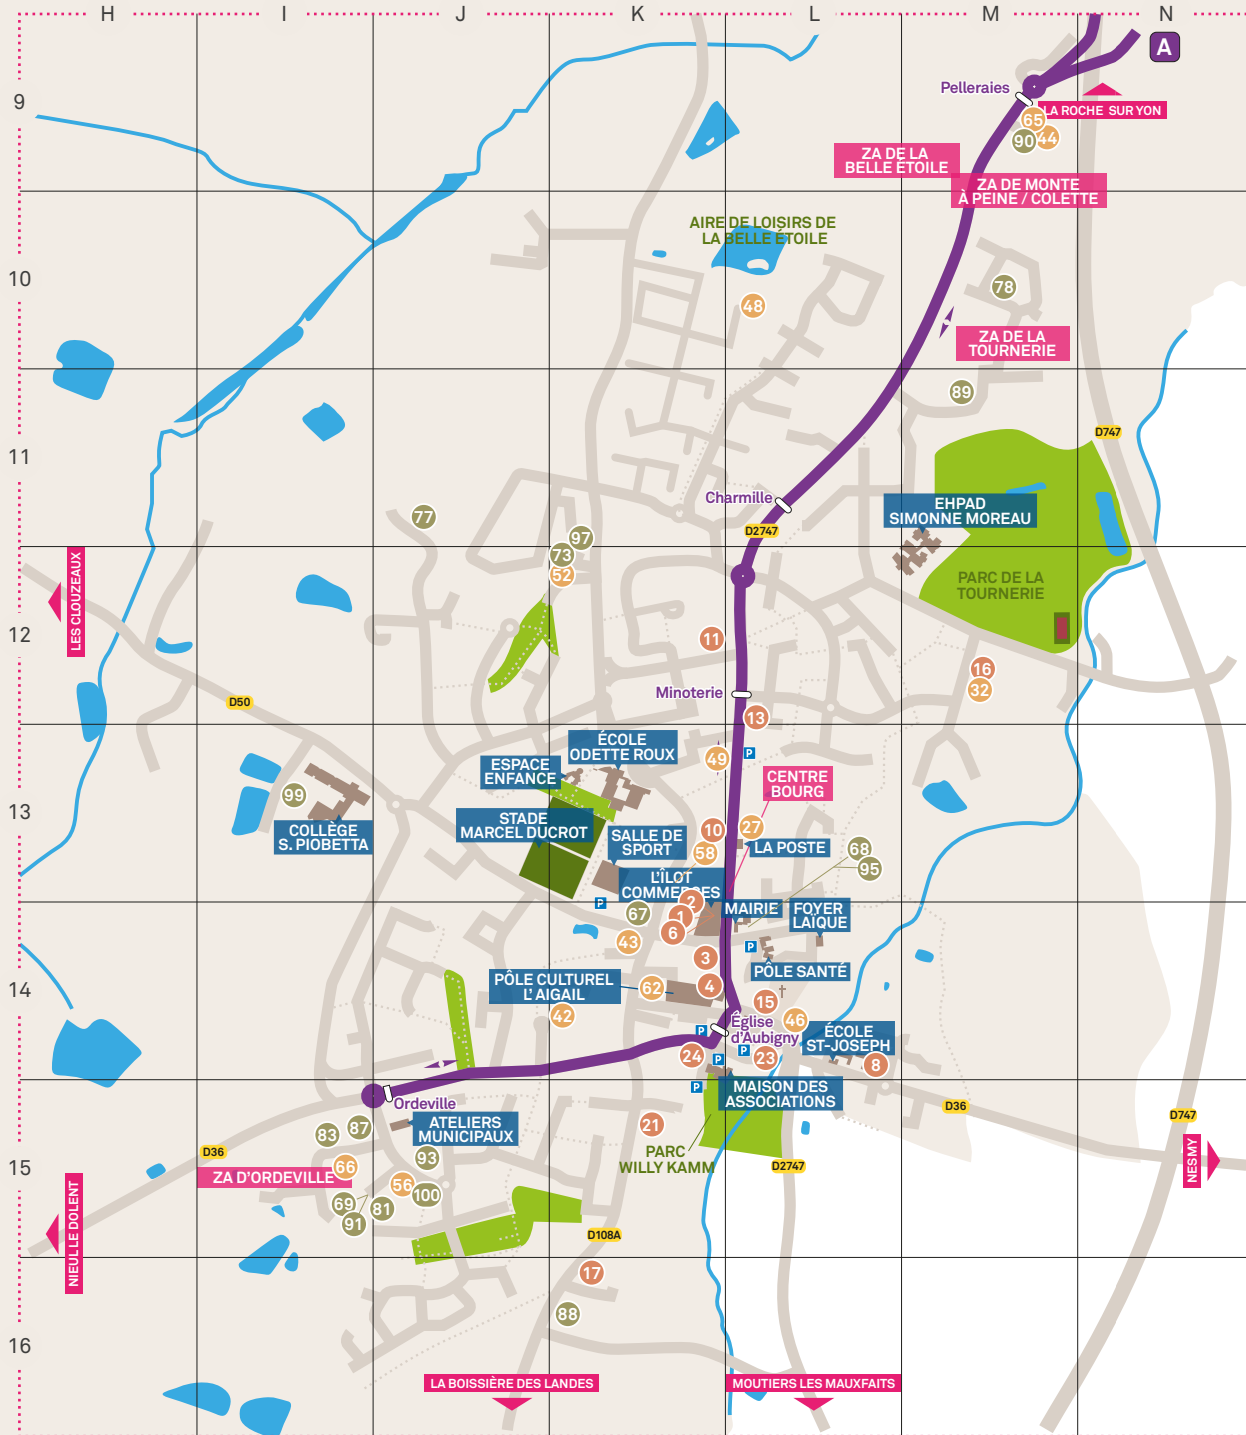 H I J K L M N
A
Pelleraies
9
LA ROCHE SUR YON
65
44
90
ZA DE LA
BELLE ÉTOILE
ZA DE MONTE
À PEINE / COLETTE
AIRE DE LOISIRS DE
LA BELLE ÉTOILE
10
78
48
ZA DE LA
TOURNERIE
89
D747
11
Charmille
EHPAD
SIMONNE MOREAU
77
D2747
97
73
52
PARC DE LA
TOURNERIE
LES CLOUZEAUX
12
11
16
32
Minoterie
D50
13
ÉCOLE
ODETTE ROUX
49
P
ESPACE
ENFANCE
CENTRE
BOURG
99
13
COLLÈGE
S. PIOBETTA
STADE
MARCEL DUCROT
SALLE DE
SPORT
10
27
58
LA POSTE
68
95
L'ÎLOT
COMMERCES
P
67
2
1
6
MAIRIE
FOYER
LAÏQUE
43
P
3
PÔLE SANTÉ
14
PÔLE CULTUREL
L' AIGAIL
62
4
42
15
46
Église
d'Aubigny
P
ÉCOLE
ST-JOSEPH
24
P
P
23
8
P
MAISON DES
ASSOCIATIONS
Ordeville
D36
D747
ATELIERS
MUNICIPAUX
83
87
21
PARC
WILLY KAMM
NESMY
D36
93
15
66
D2747
ZA D'ORDEVILLE
56
100
69
81
91
NIEUL LE DOLENT
D108A
17
88
16
LA BOISSIÈRE DES LANDES
MOUTIERS LES MAUXFAITS